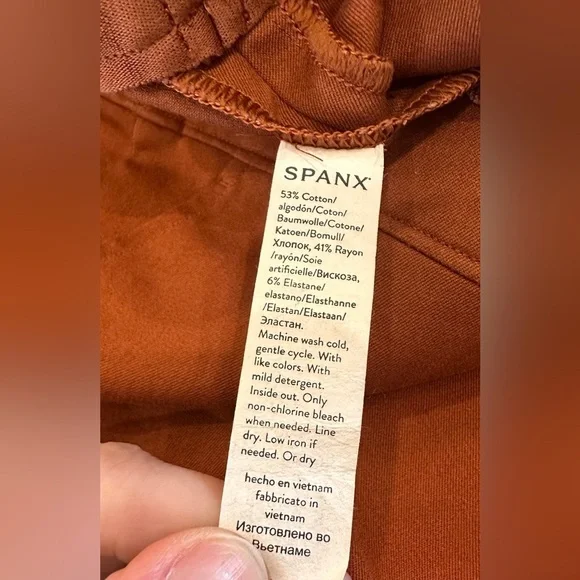 SPANX
53% Cotton/
algodón/Coton/
Baumwolle/Cotone/
Katoen/Bomull/
Хлопок, 41% Rayon
/rayón/Soie
artificielle/Вискоза,
6% Elastane/
elastano/Elasthanne
/Elastan/Elastaan/
Эластан.
Machine wash cold,
gentle cycle. With
like colors. With
mild detergent.
Inside out. Only
non-chlorine bleach
when needed. Line
dry. Low iron if
needed. Or dry
hecho en vietnam
fabbricato in
vietnam
Изготовлено во
Вьетнаме